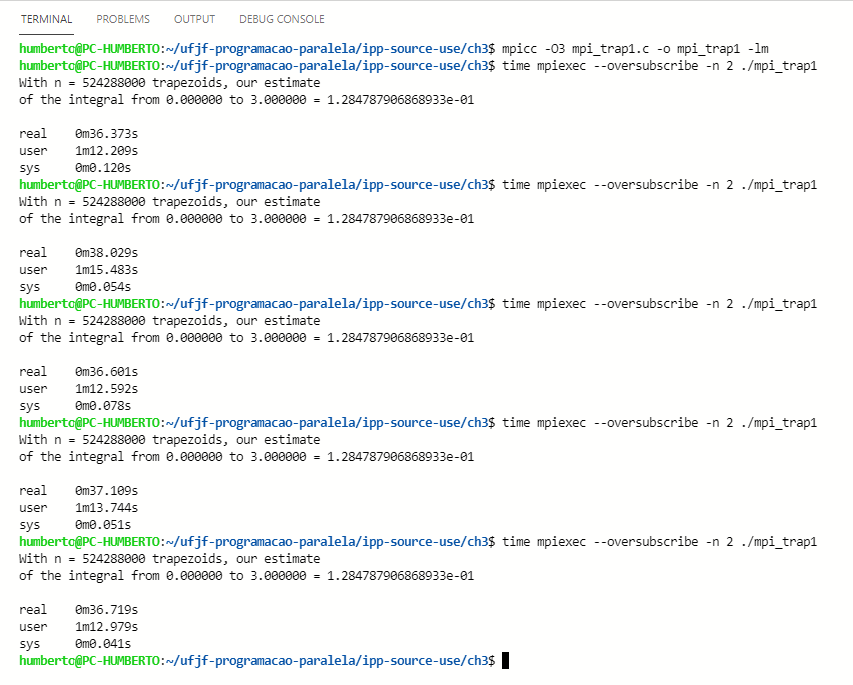 TERMINAL PROBLEMS OUTPUT DEBUG CONSOLE
humberto@PC-HUMBERTO:~/ufjf-programacao-paralela/ipp-source-use/ch3$ mpicc -O3 mpi_trap1.c -o mpi_trap1 -lm
humberto@PC-HUMBERTO:~/ufjf-programacao-paralela/ipp-source-use/ch3$ time mpiexec --oversubscribe -n 2 ./mpi_trap1
With n = 524288000 trapezoids, our estimate
of the integral from 0.000000 to 3.000000 = 1.284787906868933e-01
real 0m36.373s
user 1m12.209s
sys 0m0.120s
humberto@PC-HUMBERTO:~/ufjf-programacao-paralela/ipp-source-use/ch3$ time mpiexec --oversubscribe -n 2 ./mpi_trap1
With n = 524288000 trapezoids, our estimate
of the integral from 0.000000 to 3.000000 = 1.284787906868933e-01
real 0m38.029s
user 1m15.483s
sys 0m0.054s
humberto@PC-HUMBERTO:~/ufjf-programacao-paralela/ipp-source-use/ch3$ time mpiexec --oversubscribe -n 2 ./mpi_trap1
With n = 524288000 trapezoids, our estimate
of the integral from 0.000000 to 3.000000 = 1.284787906868933e-01
real 0m36.601s
user 1m12.592s
sys 0m0.078s
humberto@PC-HUMBERTO:~/ufjf-programacao-paralela/ipp-source-use/ch3$ time mpiexec --oversubscribe -n 2 ./mpi_trap1
With n = 524288000 trapezoids, our estimate
of the integral from 0.000000 to 3.000000 = 1.284787906868933e-01
real 0m37.109s
user 1m13.744s
sys 0m0.051s
humberto@PC-HUMBERTO:~/ufjf-programacao-paralela/ipp-source-use/ch3$ time mpiexec --oversubscribe -n 2 ./mpi_trap1
With n = 524288000 trapezoids, our estimate
of the integral from 0.000000 to 3.000000 = 1.284787906868933e-01
real 0m36.719s
user 1m12.979s
sys 0m0.041s
humberto@PC-HUMBERTO:~/ufjf-programacao-paralela/ipp-source-use/ch3$